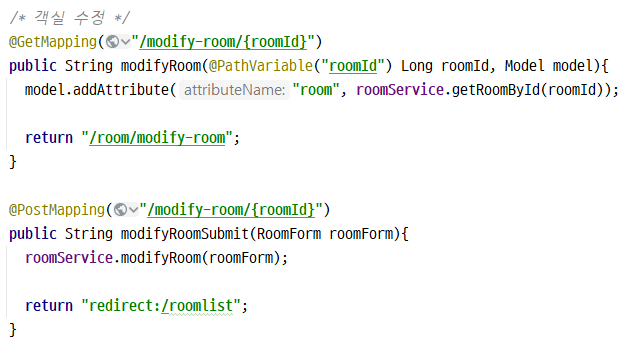 /* 객실 수정 */
@GetMapping("/modify-room/{roomId}")
public String modifyRoom(@PathVariable("roomId") Long roomId, Model model){
model.addAttribute( attributeName: "room", roomService.getRoomById(roomId));
return "/room/modify-room";
}
@PostMapping("/modify-room/{roomId}")
public String modifyRoomSubmit(RoomForm roomForm){
roomService.modifyRoom(roomForm);
return "redirect:/roomlist";
}